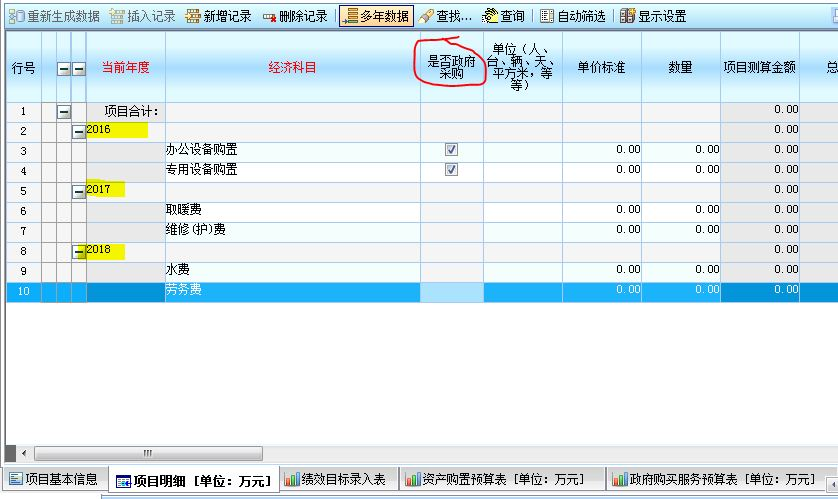 重新生成数据 插入记录 新增记录 删除记录 多年数据 查找... 查询 自动筛选 显示设置
行号 当前年度 经济科目 是否政府采购 单位（人、台、辆、天、平方米，等等） 单价标准 数量 项目测算金额 总
1 项目合计： 0.00
2 2016 0.00
3 办公设备购置 0.00 0.00 0.00
4 专用设备购置 0.00 0.00 0.00
5 2017 0.00
6 取暖费 0.00 0.00 0.00
7 维修(护)费 0.00 0.00 0.00
8 2018 0.00
9 水费 0.00 0.00 0.00
10 劳务费 0.00 0.00 0.00
项目基本信息 项目明细［单位：万元］ 绩效目标录入表 资产购置预算表［单位：万元］ 政府购买服务预算表［单位：万元］